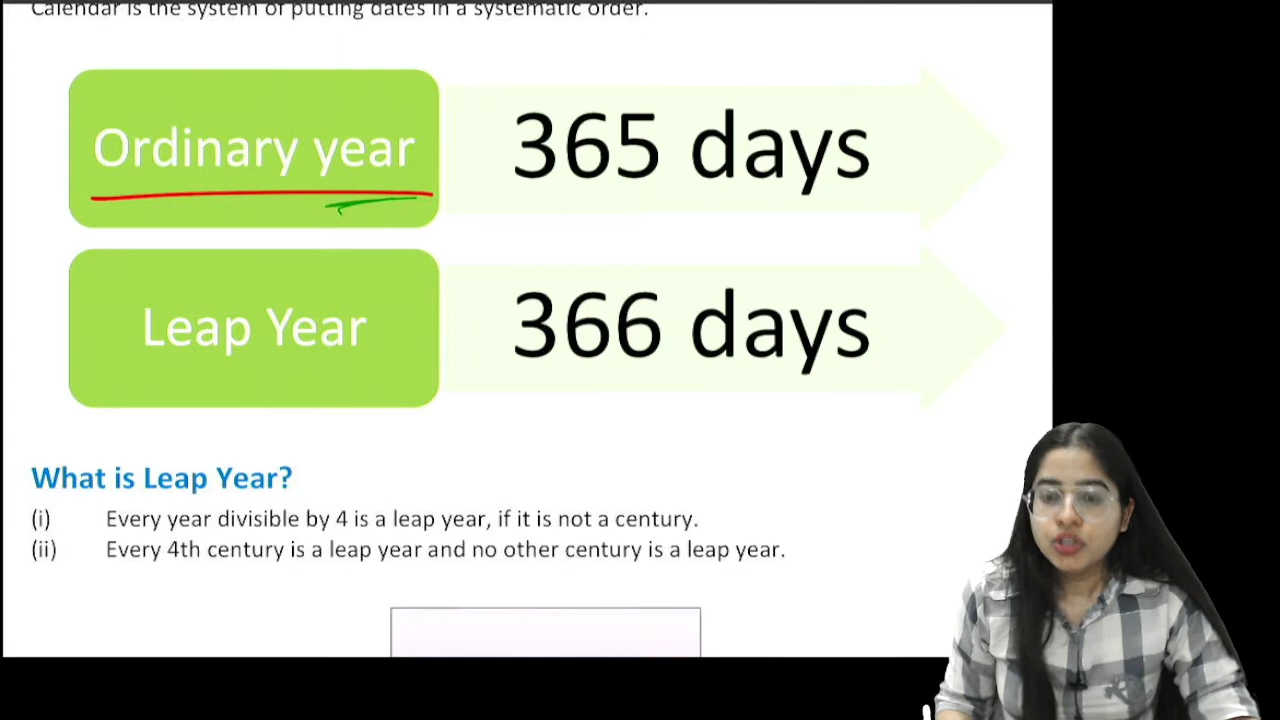 Calendar is the system of putting dates in a systematic order.
Ordinary year 365 days
Leap Year 366 days
What is Leap Year?
(i) Every year divisible by 4 is a leap year, if it is not a century.
(ii) Every 4th century is a leap year and no other century is a leap year.